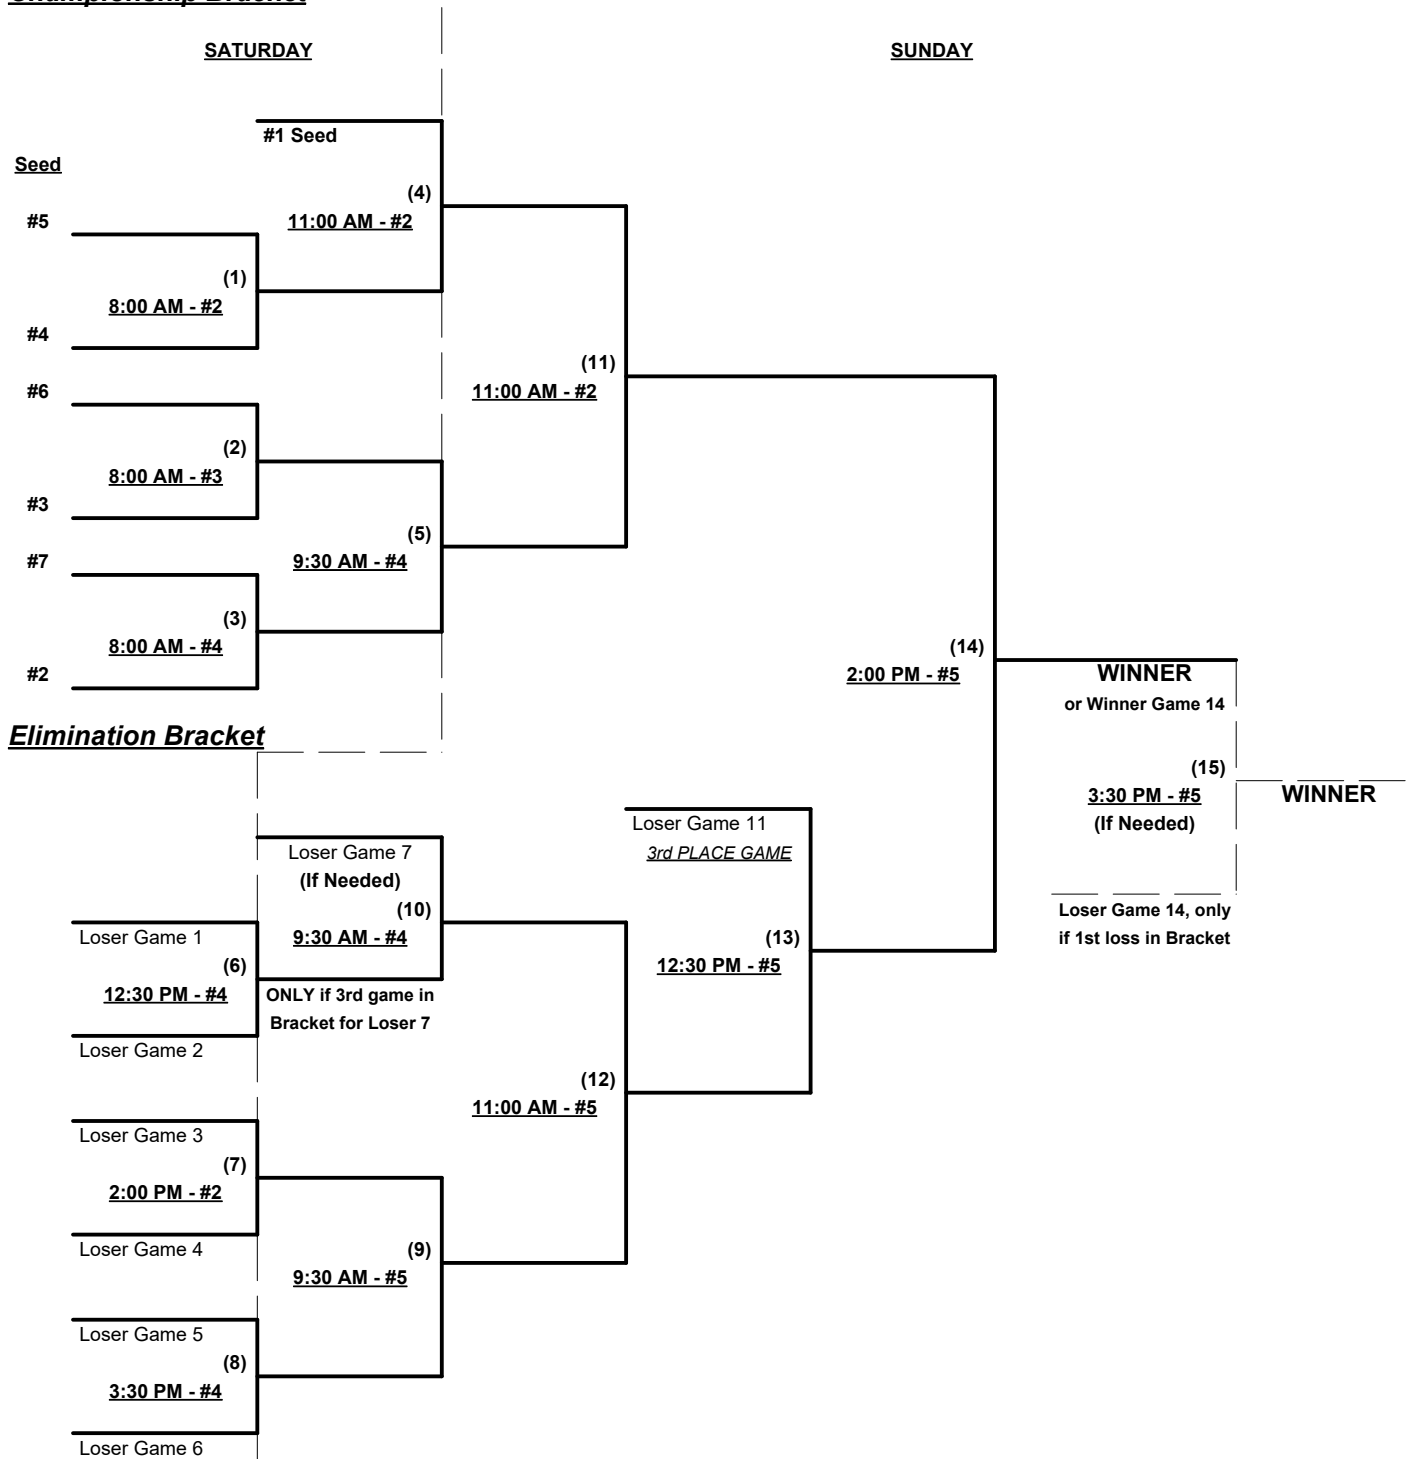 Championship Bracket
SATURDAY
SUNDAY
#1 Seed
Seed
(4)
#5
11:00 AM - #2
(1)
8:00 AM - #2
#4
(11)
#6
11:00 AM - #2
(2)
8:00 AM - #3
#3
(5)
#7
9:30 AM - #4
(3)
8:00 AM - #4
(14)
#2
2:00 PM - #5
WINNER
or Winner Game 14
Elimination Bracket
(15)
3:30 PM - #5
WINNER
(If Needed)
Loser Game 11
3rd PLACE GAME
Loser Game 7
(If Needed)
(10)
9:30 AM - #4
Loser Game 14, only
if 1st loss in Bracket
Loser Game 1
(6)
12:30 PM - #4
(13)
12:30 PM - #5
ONLY if 3rd game in
Bracket for Loser 7
Loser Game 2
(12)
11:00 AM - #5
Loser Game 3
(7)
2:00 PM - #2
Loser Game 4
(9)
9:30 AM - #5
Loser Game 5
(8)
3:30 PM - #4
Loser Game 6